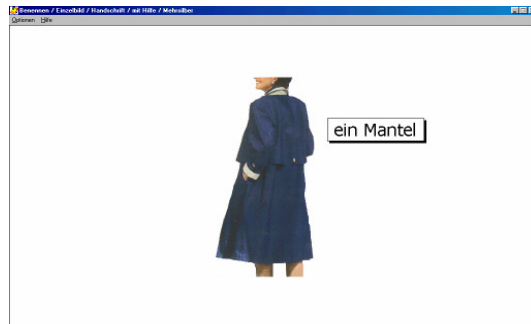 Benennen / Einzelbild / Handschrift / mit Hilfe / Mehrsilber
Optionen Hilfe
ein Mantel